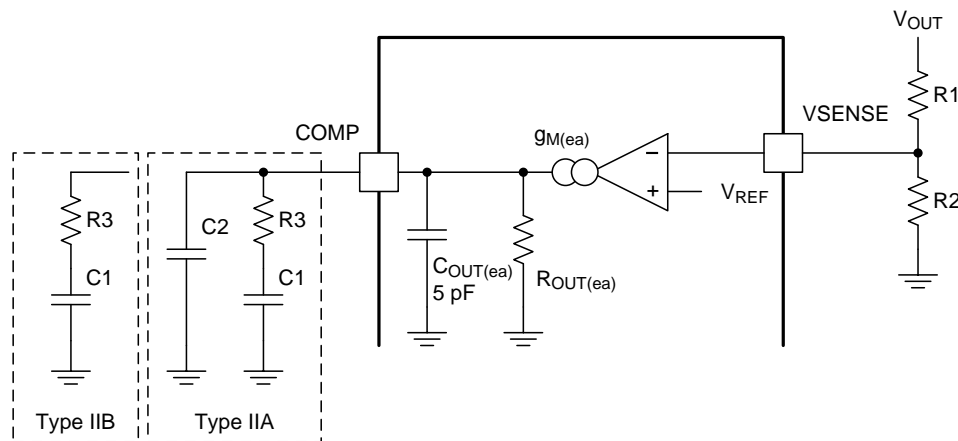 VOUT
R1
VSENSE
COMP
gM(ea)
−
+
VREF
R2
R3
C2
R3
C1
C1
COUT(ea)
5 pF
ROUT(ea)
Type IIB
Type IIA